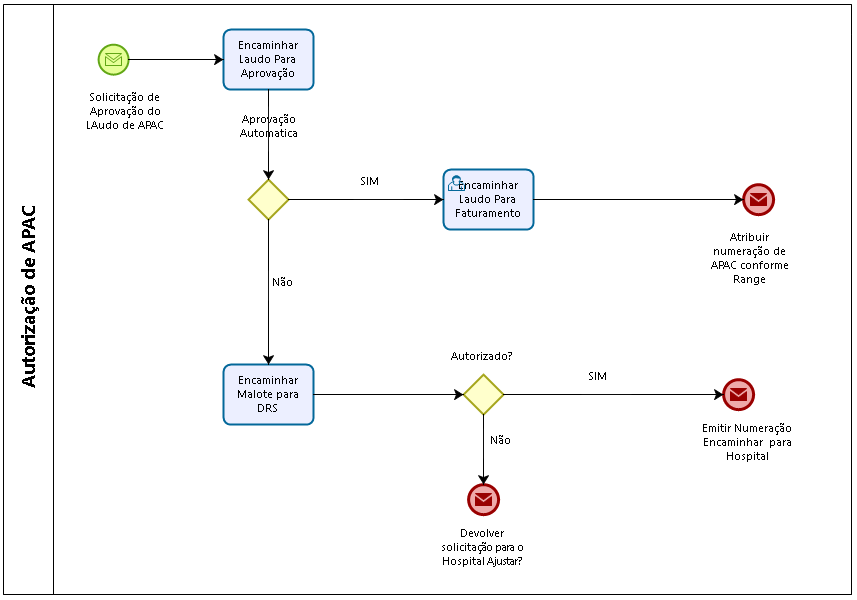 Autorização de APAC
Encaminhar
Laudo Para
Aprovação
Solicitação de
Aprovação do
LAudo de APAC
Aprovação
Automatica
SIM
Encaminhar
Laudo Para
Faturamento
Atribuir
numeração de
APAC conforme
Range
Não
Encaminhar
Malote para
DRS
Autorizado?
SIM
Emitir Numeração
Encaminhar para
Hospital
Não
Devolver
solicitação para o
Hospital Ajustar?